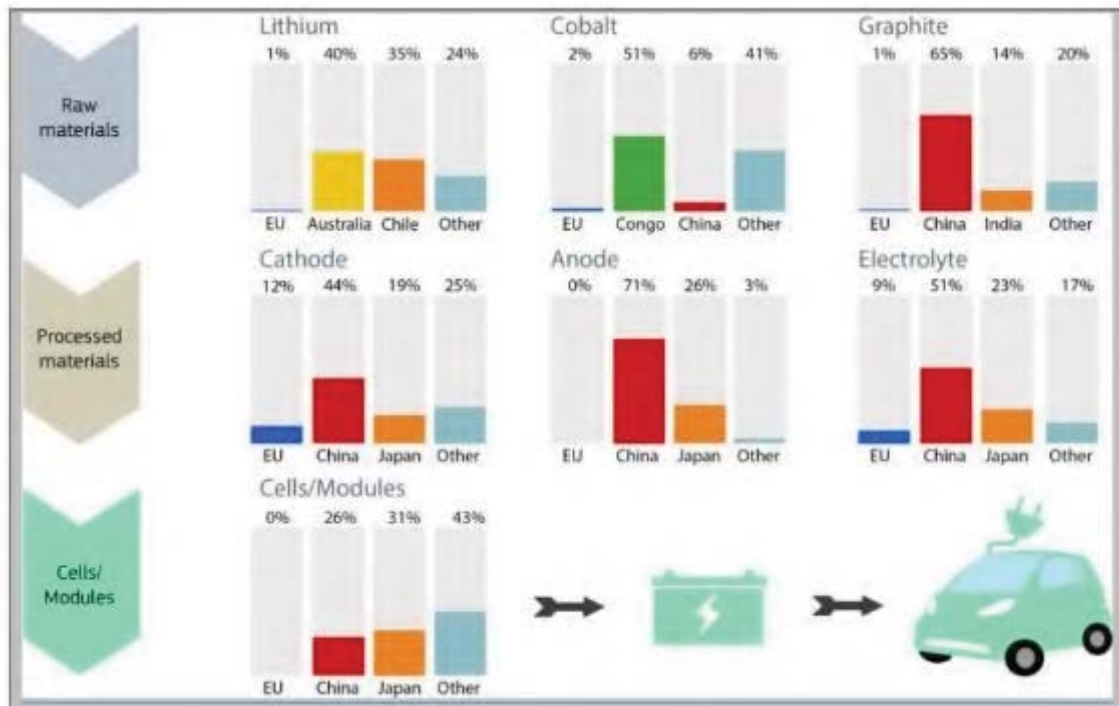 Lithium Cobalt Graphite
1% 40% 35% 24% 2% 51% 6% 41% 1% 65% 14% 20%
Raw
materials
EU Australia Chile Other EU Congo China Other EU China India Other
Cathode Anode Electrolyte
12% 44% 19% 25% 0% 71% 26% 3% 9% 51% 23% 17%
Processed
materials
EU China Japan Other EU China Japan Other EU China Japan Other
Cells/Modules
0% 26% 31% 43%
Cells/
Modules
EU China Japan Other